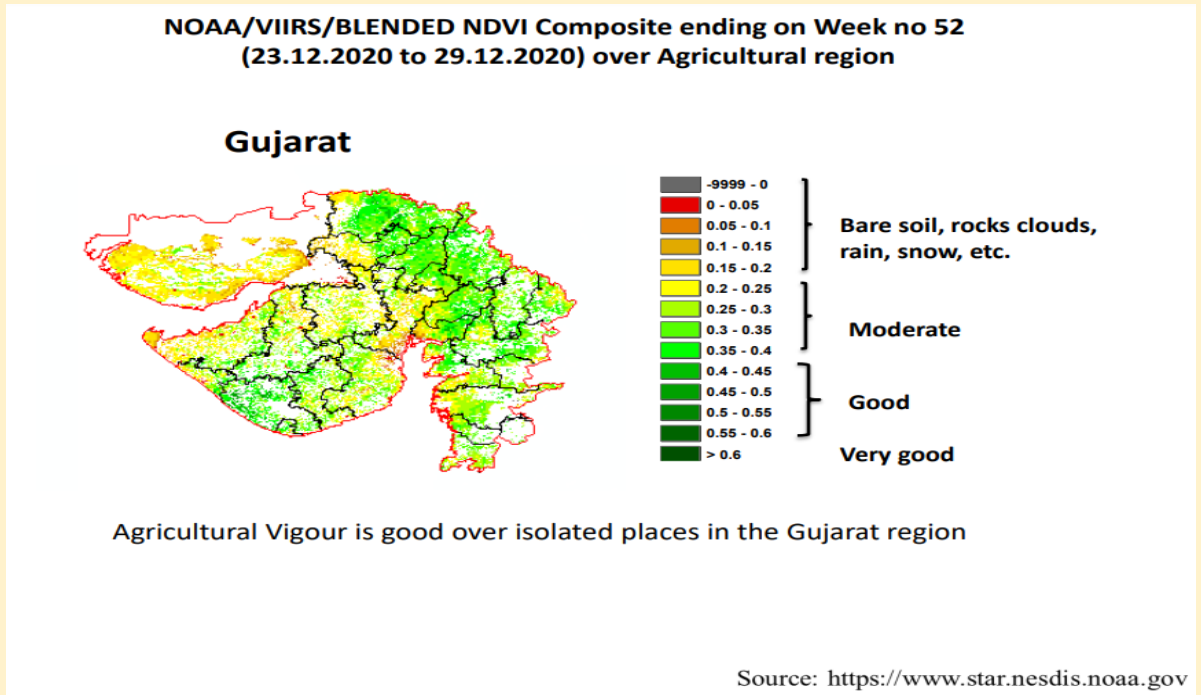 NOAA/VIIRS/BLENDED NDVI Composite ending on Week no 52
(23.12.2020 to 29.12.2020) over Agricultural region
Gujarat
-9999 - 0
0 - 0.05
0.05 - 0.1
0.1 - 0.15
0.15 - 0.2
0.2 - 0.25
0.25 - 0.3
0.3 - 0.35
0.35 - 0.4
0.4 - 0.45
0.45 - 0.5
0.5 - 0.55
0.55 - 0.6
> 0.6
Bare soil, rocks clouds,
rain, snow, etc.
Moderate
Good
Very good
Agricultural Vigour is good over isolated places in the Gujarat region
Source: https://www.star.nesdis.noaa.gov